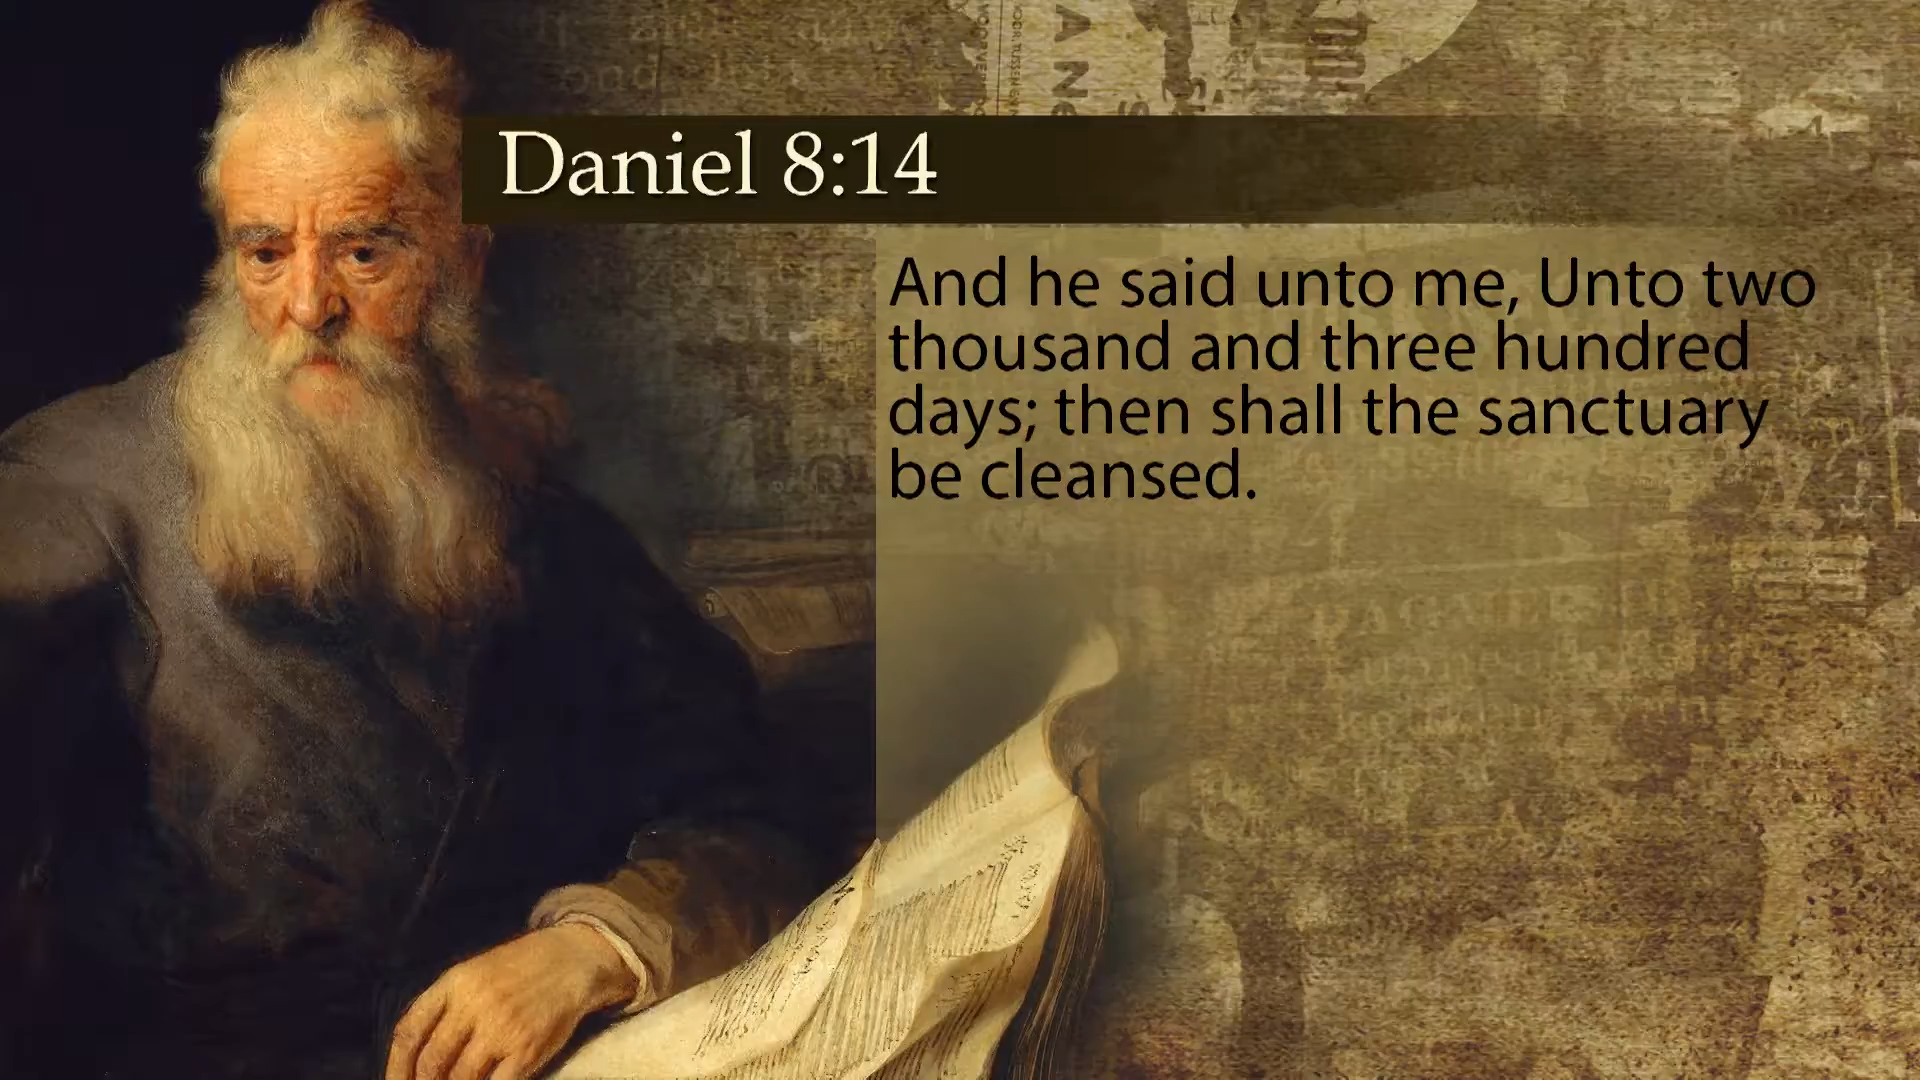 Daniel 8:14
And he said unto me, Unto two
thousand and three hundred
days; then shall the sanctuary
be cleansed.